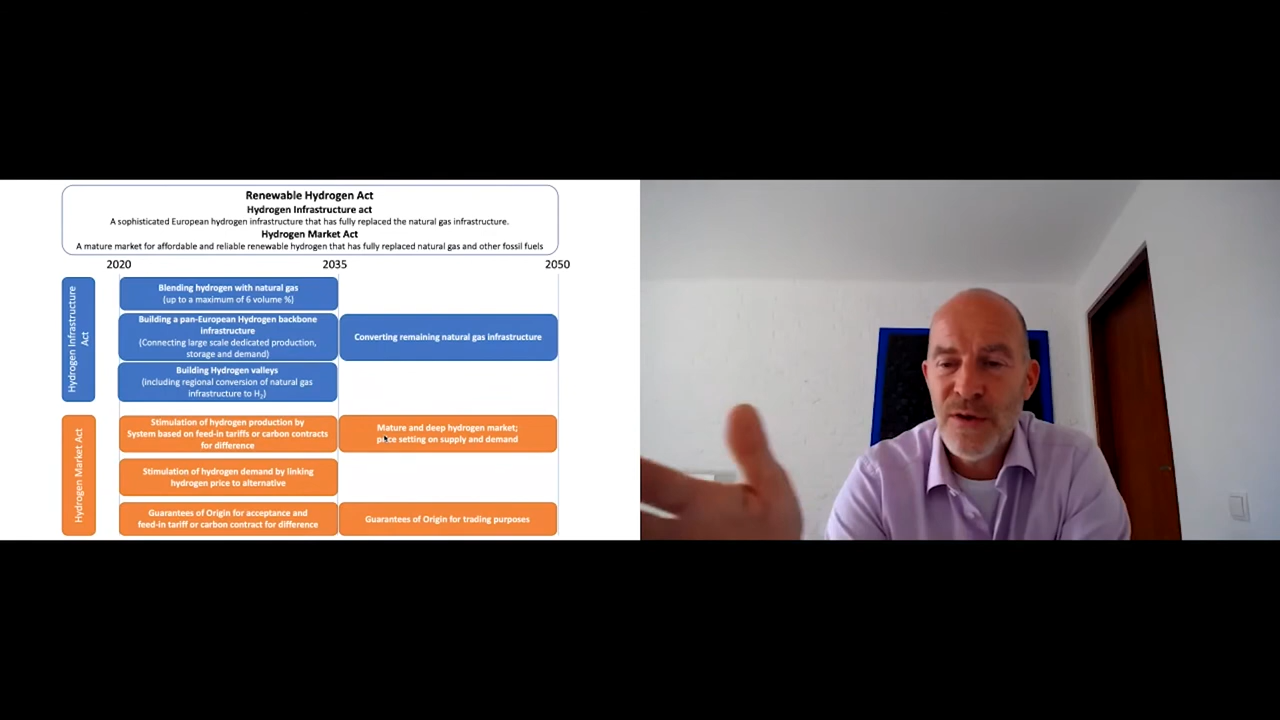 Renewable Hydrogen Act
Hydrogen Infrastructure act
A sophisticated European hydrogen infrastructure that has fully replaced the natural gas infrastructure.
Hydrogen Market Act
A mature market for affordable and reliable renewable hydrogen that has fully replaced natural gas and other fossil fuels
2020 2035 2050
Hydrogen Infrastructure
Act
Blending hydrogen with natural gas
(up to a maximum of 6 volume %)
Building a pan-European Hydrogen backbone
infrastructure
(Connecting large scale dedicated production,
storage and demand)
Converting remaining natural gas infrastructure
Building Hydrogen valleys
(including regional conversion of natural gas
infrastructure to H₂)
Hydrogen Market Act
Stimulation of hydrogen production by
System based on feed-in tariffs or carbon contracts
for difference
Mature and deep hydrogen market;
price setting on supply and demand
Stimulation of hydrogen demand by linking
hydrogen price to alternative
Guarantees of Origin for acceptance and
feed-in tariff or carbon contract for difference
Guarantees of Origin for trading purposes